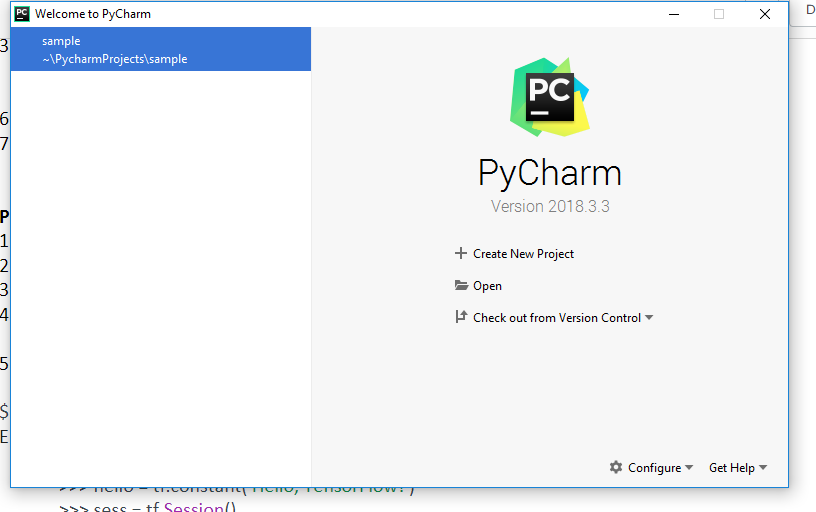 Welcome to PyCharm
D
sample
~\PycharmProjects\sample
3
6
7
P
1
2
3
4
5
$
E
PC
PyCharm
Version 2018.3.3
Create New Project
Open
Check out from Version Control
Configure
Get Help
>>> hello = tf.constant('Hello, TensorFlow!')
>>> sess = tf.Session()